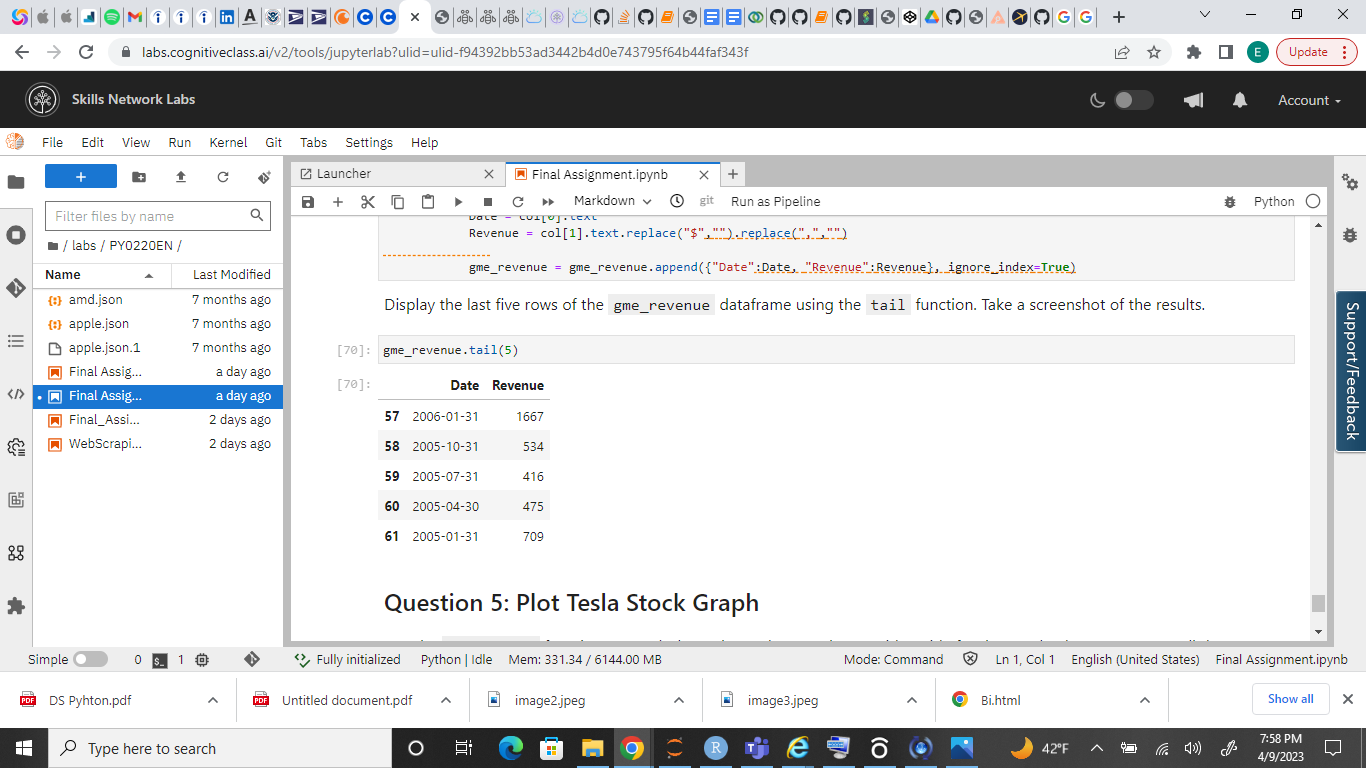 labs.cognitiveclass.ai/v2/tools/jupyterlab?ulid=ulid-f94392bb53ad3442b4d0e743795f64b44faf343f
E
Update
Skills Network Labs
Account
File Edit View Run Kernel Git Tabs Settings Help
Launcher
Final Assignment.ipynb
Filter files by name
/ labs / PY0220EN /
Name Last Modified
amd.json 7 months ago
apple.json 7 months ago
apple.json.1 7 months ago
Final Assig... a day ago
Final Assig... a day ago
Final_Assi... 2 days ago
WebScrapi... 2 days ago
Markdown
git
Run as Pipeline
Python
Date = col[0].text
Revenue = col[1].text.replace("$","").replace(",","")
gme_revenue = gme_revenue.append({"Date":Date, "Revenue":Revenue}, ignore_index=True)
Display the last five rows of the gme_revenue dataframe using the tail function. Take a screenshot of the results.
[70]: gme_revenue.tail(5)
[70]:
Date Revenue
57 2006-01-31 1667
58 2005-10-31 534
59 2005-07-31 416
60 2005-04-30 475
61 2005-01-31 709
Question 5: Plot Tesla Stock Graph
Support/Feedback
Simple 0 1 Fully initialized Python | Idle Mem: 331.34 / 6144.00 MB Mode: Command Ln 1, Col 1 English (United States) Final Assignment.ipynb
DS Pyhton.pdf
Untitled document.pdf
image2.jpeg
image3.jpeg
Bi.html
Show all
Type here to search
42°F
7:58 PM
4/9/2023